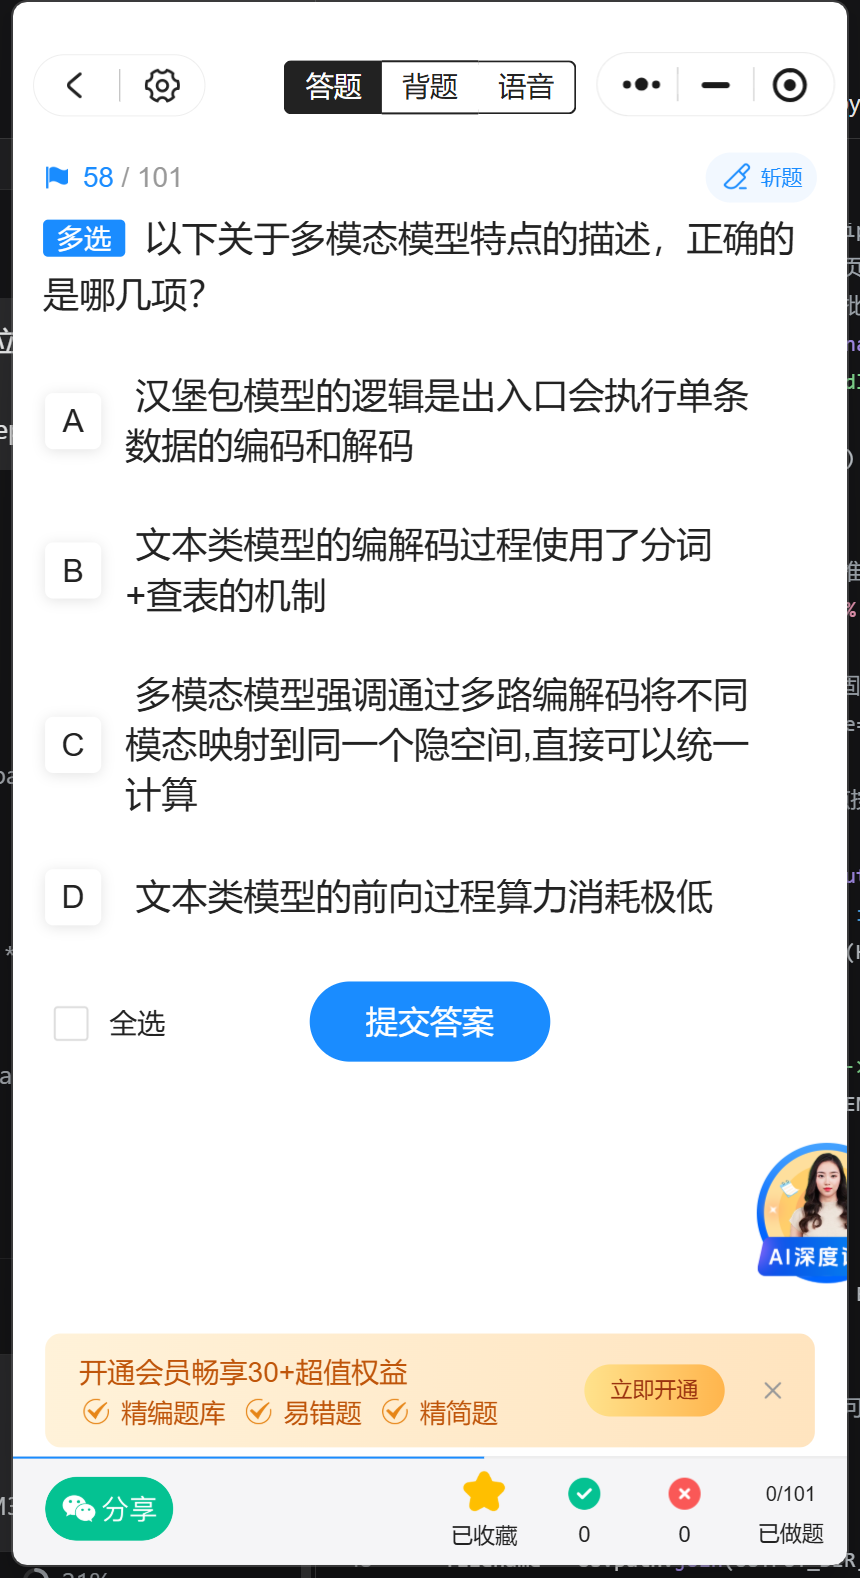 答题 背题 语音
58 / 101
斩题
多选 以下关于多模态模型特点的描述，正确的
是哪几项？
A 汉堡包模型的逻辑是出入口会执行单条
数据的编码和解码
B 文本类模型的编解码过程使用了分词
+查表的机制
C 多模态模型强调通过多路编解码将不同
模态映射到同一个隐空间,直接可以统一
计算
D 文本类模型的前向过程算力消耗极低
全选 提交答案
AI深度
开通会员畅享30+超值权益
精编题库 易错题 精简题
立即开通
分享
已收藏
0
0
0/101
已做题